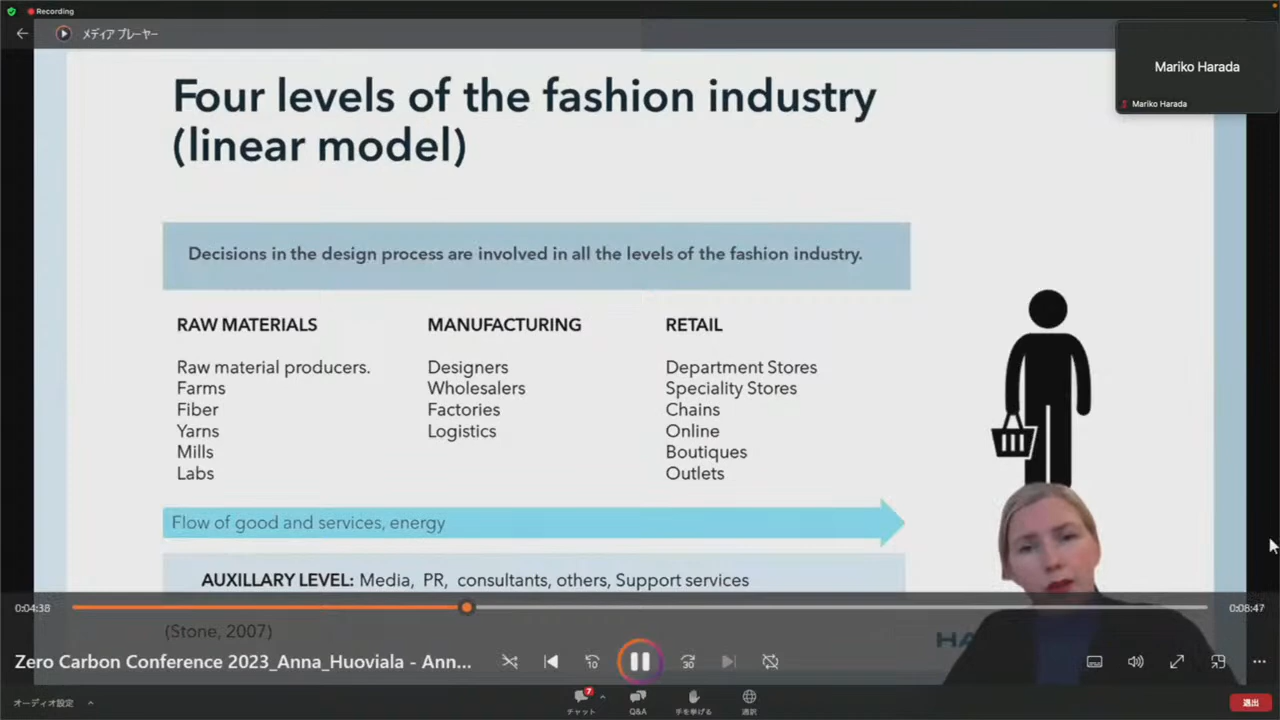 Recording
メディア プレーヤー
Mariko Harada
Mariko Harada
Four levels of the fashion industry
(linear model)
Decisions in the design process are involved in all the levels of the fashion industry.
RAW MATERIALS
Raw material producers.
Farms
Fiber
Yarns
Mills
Labs
MANUFACTURING
Designers
Wholesalers
Factories
Logistics
RETAIL
Department Stores
Speciality Stores
Chains
Online
Boutiques
Outlets
Flow of good and services, energy
AUXILLARY LEVEL: Media, PR, consultants, others, Support services
0:04:38
0:08:47
(Stone, 2007)
HA
Zero Carbon Conference 2023_Anna_Huoviala - Ann...
10
30
オーディオ設定
7
チャット
Q&A
手を挙げる
通訳
退出